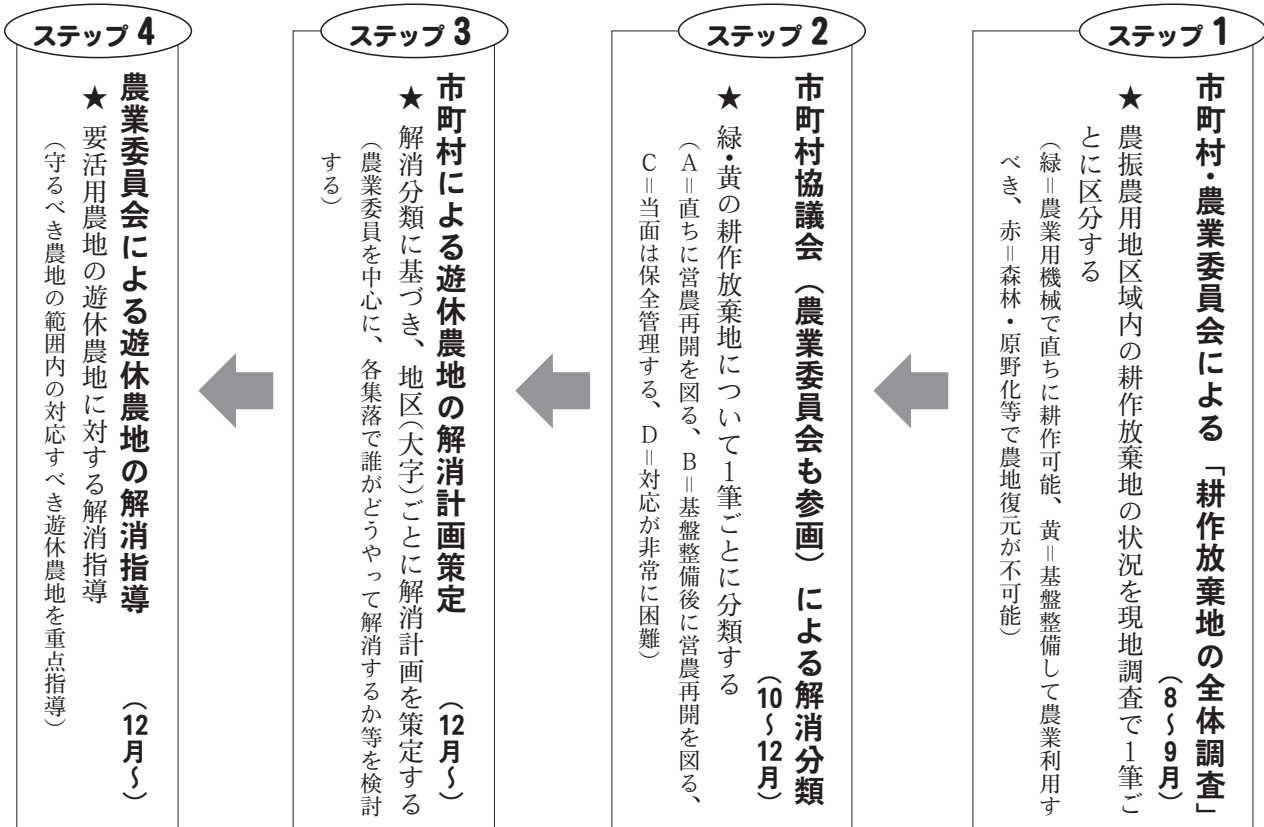 ステップ 1
市町村・農業委員会による「耕作放棄地の全体調査」
（8～9月）
★ 農振農用地区域内の耕作放棄地の状況を現地調査で1筆ご
とに区分する
（緑＝農業用機械で直ちに耕作可能、黄＝基盤整備して農業利用す
べき、赤＝森林・原野化等で農地復元が不可能）
ステップ 2
市町村協議会（農業委員会も参画）による解消分類
（10～12月）
★ 緑・黄の耕作放棄地について1筆ごとに分類する
（A＝直ちに営農再開を図る、B＝基盤整備後に営農再開を図る、
C＝当面は保全管理する、D＝対応が非常に困難）
ステップ 3
市町村による遊休農地の解消計画策定 （12月～）
★ 解消分類に基づき、地区（大字）ごとに解消計画を策定する
（農業委員を中心に、各集落で誰がどうやって解消するか等を検討
する）
ステップ 4
農業委員会による遊休農地の解消指導 （12月～）
★ 要活用農地の遊休農地に対する解消指導
（守るべき農地の範囲内の対応すべき遊休農地を重点指導）